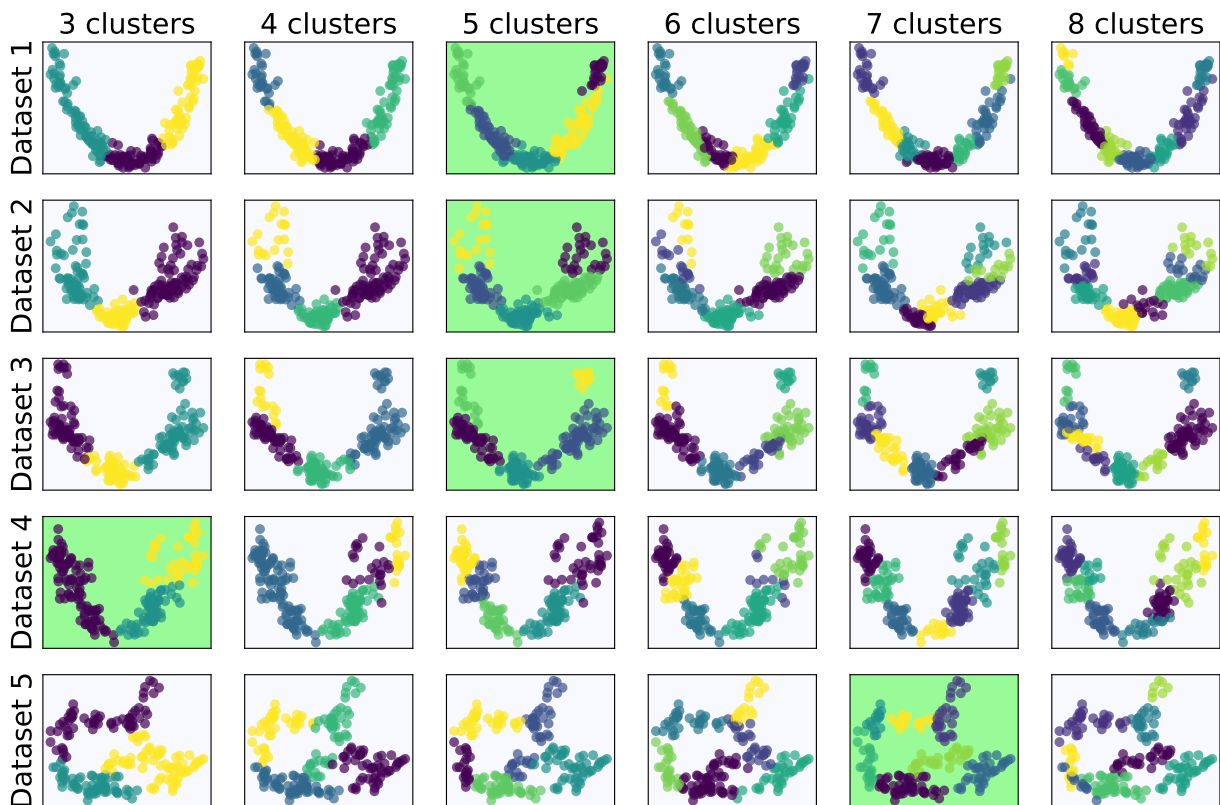 3 clusters
4 clusters
5 clusters
6 clusters
7 clusters
8 clusters
Dataset 1
Dataset 2
Dataset 3
Dataset 4
Dataset 5